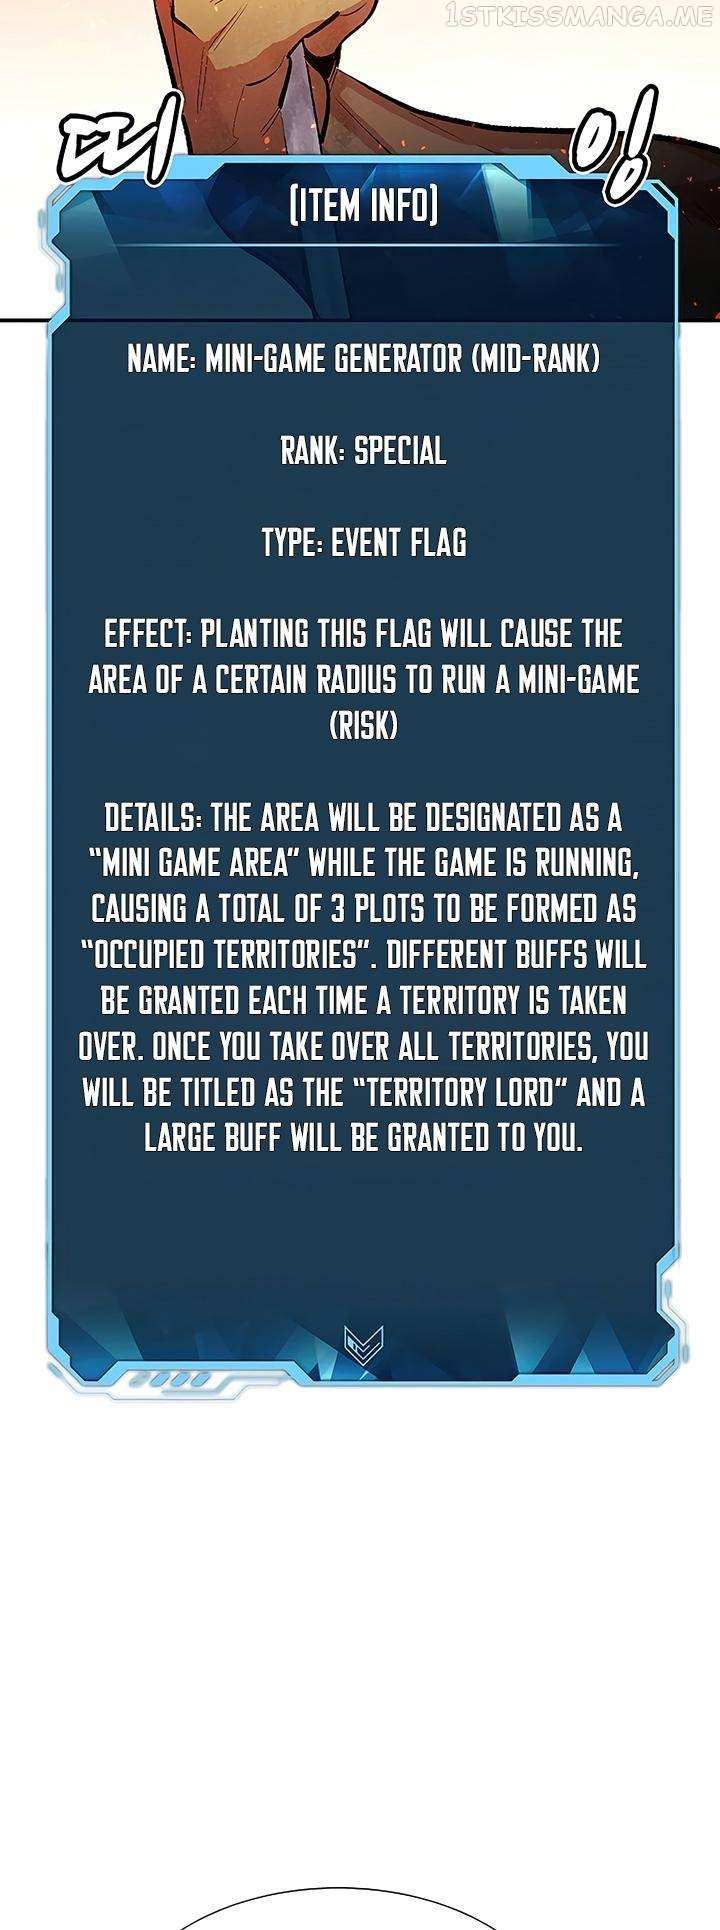 1STKISSMANGA.ME
띠 이!
[ITEM INFO]
NAME: MINI-GAME GENERATOR (MID-RANK)
RANK: SPECIAL
TYPE: EVENT FLAG
EFFECT: PLANTING THIS FLAG WILL CAUSE THE
AREA OF A CERTAIN RADIUS TO RUN A MINI-GAME
(RISK)
DETAILS: THE AREA WILL BE DESIGNATED AS A
“MINI GAME AREA” WHILE THE GAME IS RUNNING,
CAUSING A TOTAL OF 3 PLOTS TO BE FORMED AS
“OCCUPIED TERRITORIES”. DIFFERENT BUFFS WILL
BE GRANTED EACH TIME A TERRITORY IS TAKEN
OVER. ONCE YOU TAKE OVER ALL TERRITORIES, YOU
WILL BE TITLED AS THE “TERRITORY LORD” AND A
LARGE BUFF WILL BE GRANTED TO YOU.